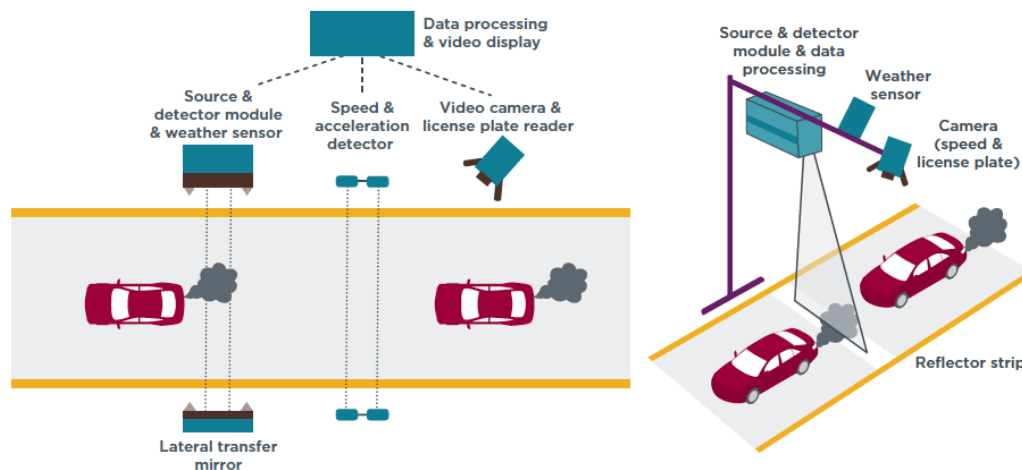 Data processing
& video display
Source &
detector module
& weather sensor
Speed &
acceleration
detector
Video camera &
license plate reader
Lateral transfer
mirror
Source & detector
module & data
processing
Weather
sensor
Camera
(speed &
license plate)
Reflector strip